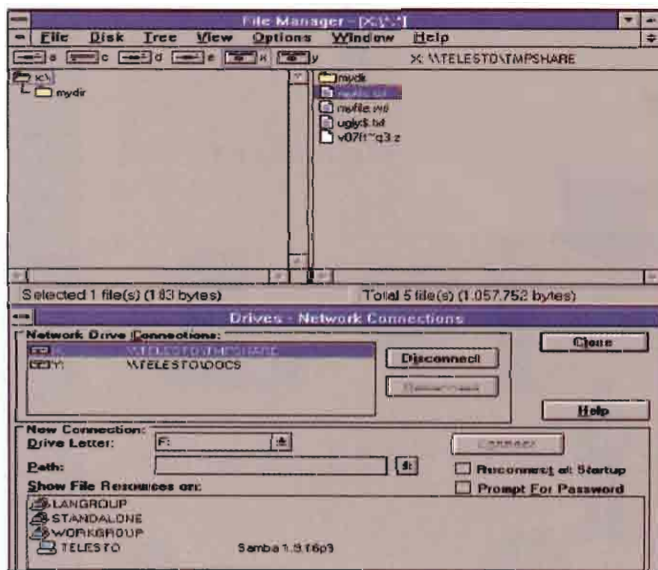 File Manager - [X:\*.*]
File Disk Tree View Options Window Help
a c d e x y X: \\TELESTO\TMPSHARE
x:\
mydir
mydir
myfile.wri
ugly$.txt
Selected 1 file(s) (183 bytes) Total 5 file(s) (1,057,752 bytes)
Drives - Network Connections
Network Drive Connections:
X: \\TELESTO\TMPSHARE
Y: \\TELESTO\DOCS
Disconnect
Close
Help
New Connection:
Drive Letter: F:
Connect
Path:
Reconnect at Startup
Show File Resources on:
Prompt For Password
LANGROUP
STANDALONE
WORKGROUP
TELESTO Samba 1.9.16p3